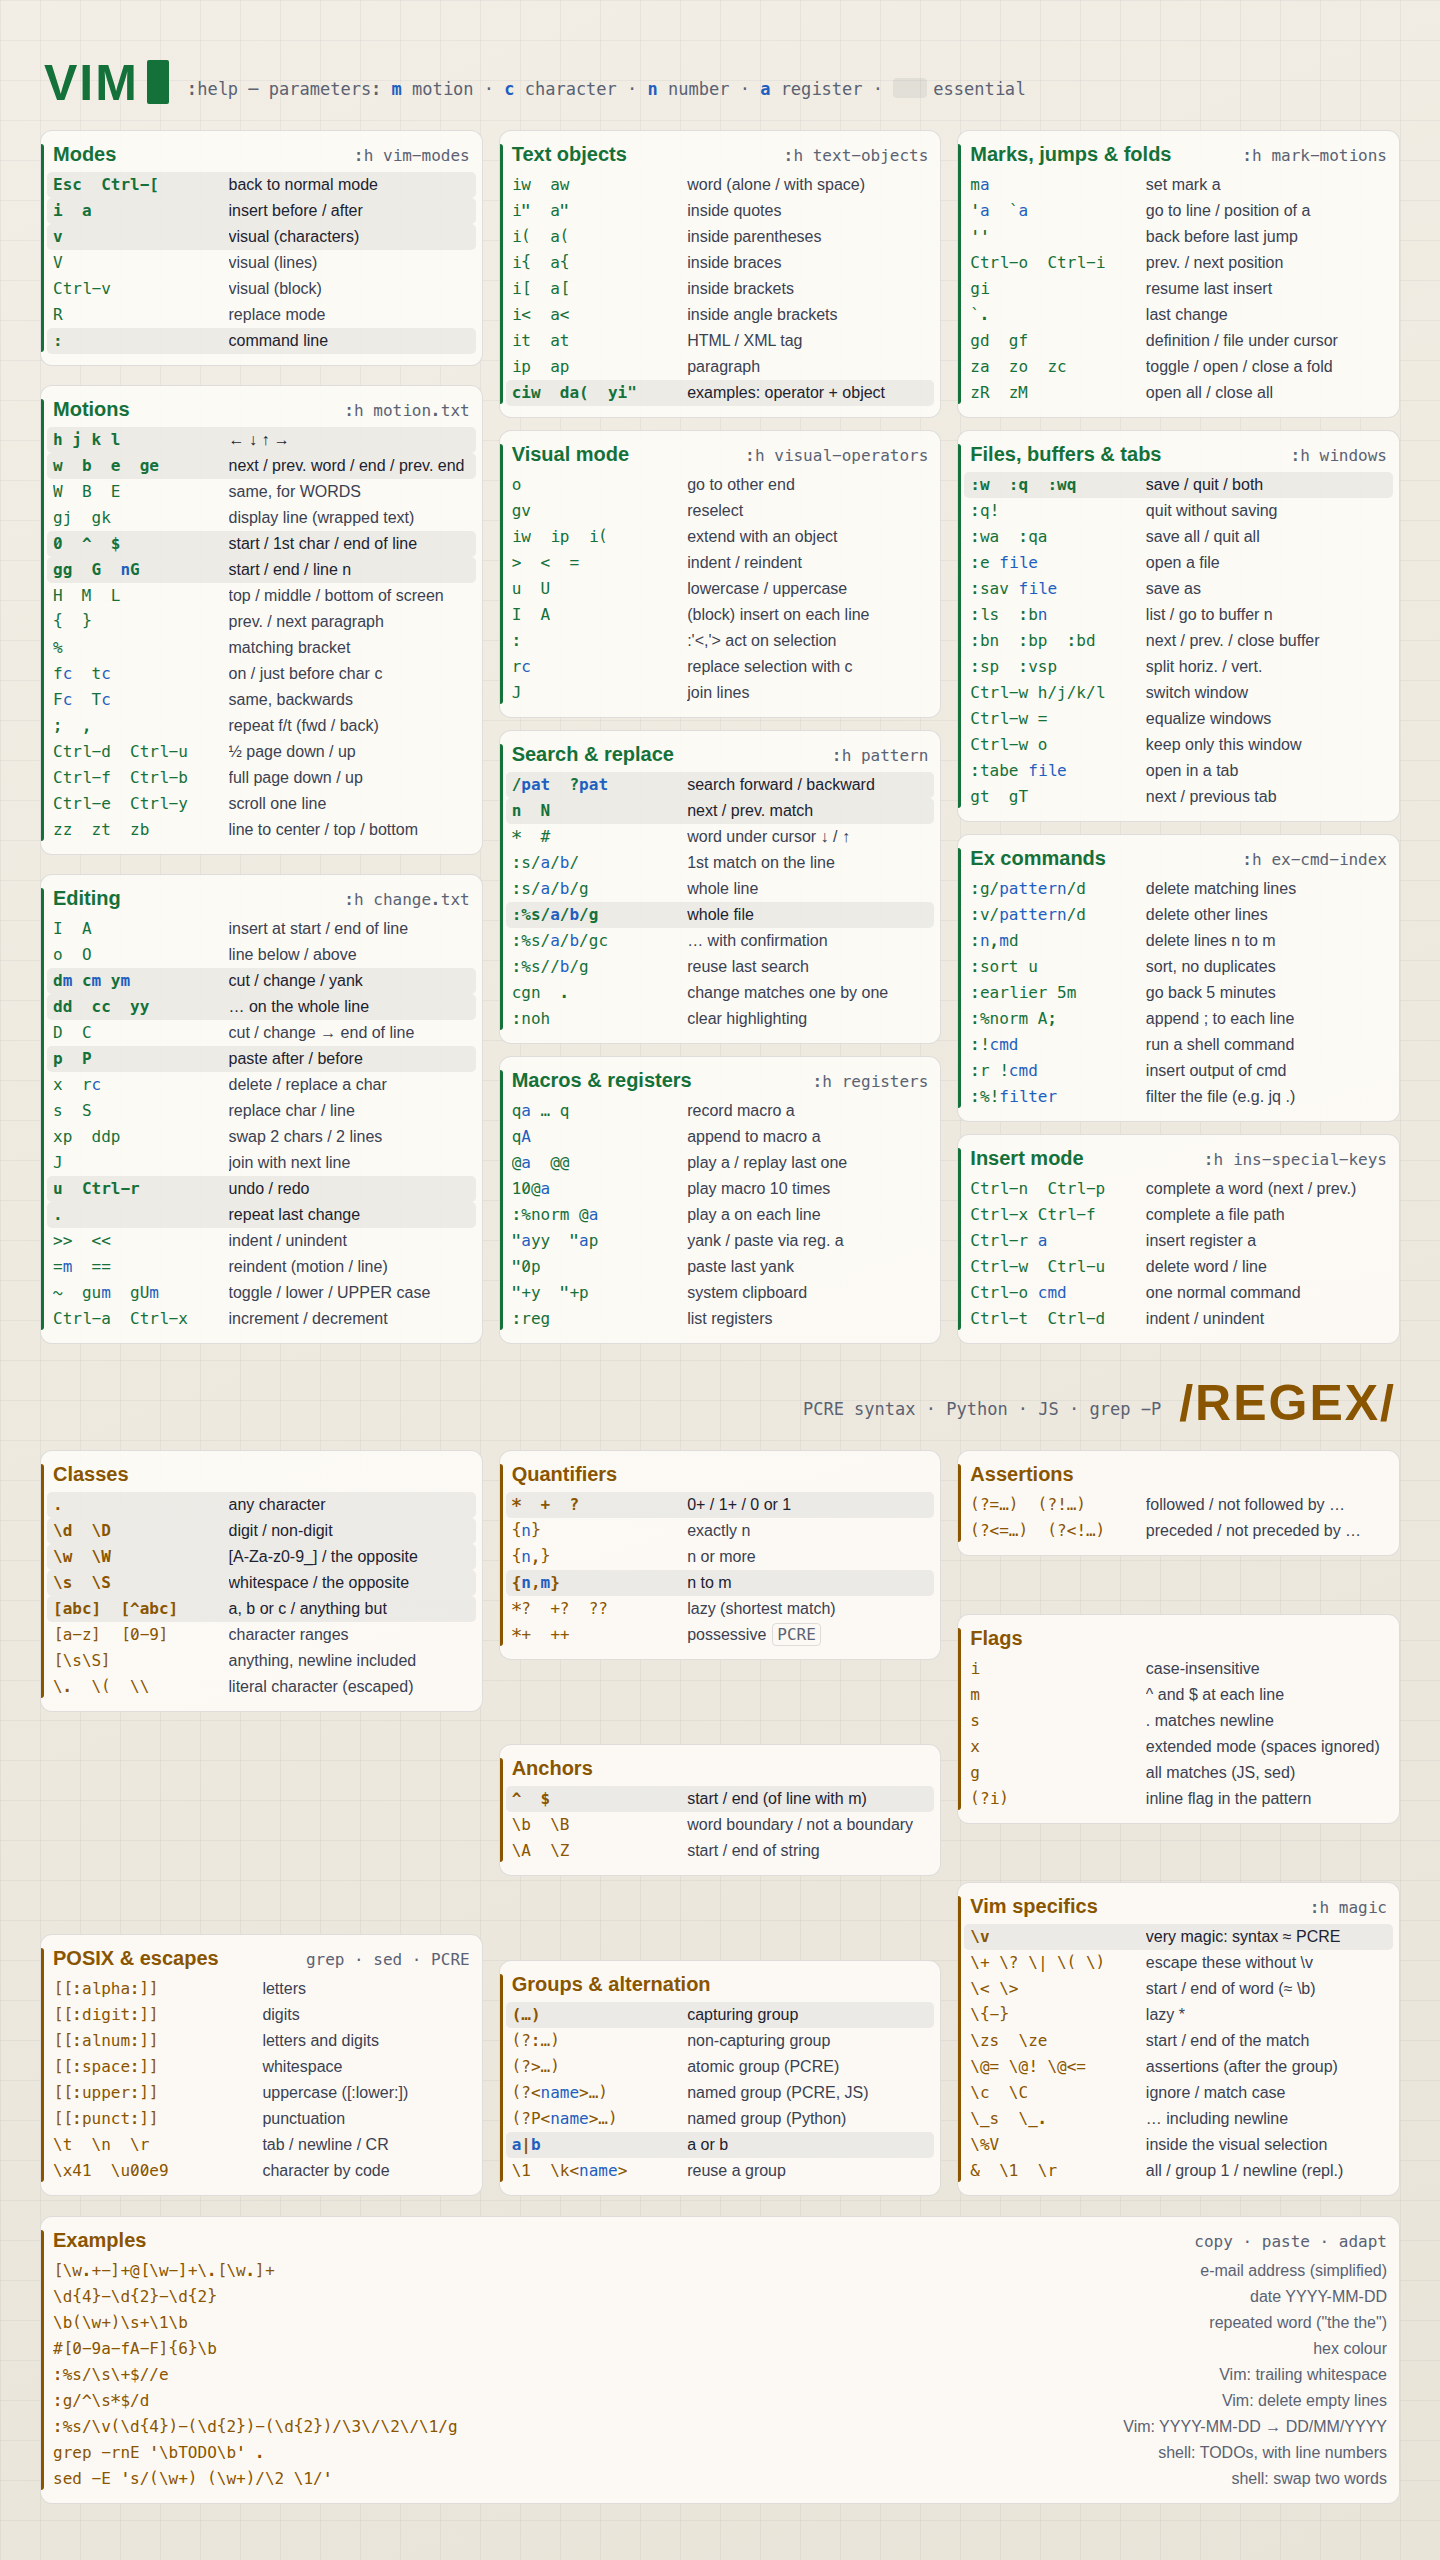 VIM
:help – parameters: m motion · c character · n number · a register · essential
Modes :h vim-modes
Esc Ctrl-[ back to normal mode
i a insert before / after
v visual (characters)
V visual (lines)
Ctrl-v visual (block)
R replace mode
: command line
Motions :h motion.txt
h j k l ← ↓ ↑ →
w b e ge next / prev. word / end / prev. end
W B E same, for WORDS
gj gk display line (wrapped text)
0 ^ $ start / 1st char / end of line
gg G nG start / end / line n
H M L top / middle / bottom of screen
{ } prev. / next paragraph
% matching bracket
fc tc on / just before char c
Fc Tc same, backwards
; , repeat f/t (fwd / back)
Ctrl-d Ctrl-u ½ page down / up
Ctrl-f Ctrl-b full page down / up
Ctrl-e Ctrl-y scroll one line
zz zt zb line to center / top / bottom
Editing :h change.txt
I A insert at start / end of line
o O line below / above
dm cm ym cut / change / yank
dd cc yy … on the whole line
D C cut / change → end of line
p P paste after / before
x rc delete / replace a char
s S replace char / line
xp ddp swap 2 chars / 2 lines
J join with next line
u Ctrl-r undo / redo
. repeat last change
>> << indent / unindent
=m == reindent (motion / line)
~ gum gUm toggle / lower / UPPER case
Ctrl-a Ctrl-x increment / decrement
Text objects :h text-objects
iw aw word (alone / with space)
i" a" inside quotes
i( a( inside parentheses
i{ a{ inside braces
i[ a[ inside brackets
i< a< inside angle brackets
it at HTML / XML tag
ip ap paragraph
ciw da( yi" examples: operator + object
Visual mode :h visual-operators
o go to other end
gv reselect
iw ip i( extend with an object
> < = indent / reindent
u U lowercase / uppercase
I A (block) insert on each line
: :'<,'> act on selection
rc replace selection with c
J join lines
Search & replace :h pattern
/pat ?pat search forward / backward
n N next / prev. match
* # word under cursor ↓ / ↑
:s/a/b/ 1st match on the line
:s/a/b/g whole line
:%s/a/b/g whole file
:%s/a/b/gc … with confirmation
:%s//b/g reuse last search
cgn . change matches one by one
:noh clear highlighting
Macros & registers :h registers
qa … q record macro a
qA append to macro a
@a @@ play a / replay last one
10@a play macro 10 times
:%norm @a play a on each line
"ayy "ap yank / paste via reg. a
"0p paste last yank
"+y "+p system clipboard
:reg list registers
Marks, jumps & folds :h mark-motions
ma set mark a
'a `a go to line / position of a
'' back before last jump
Ctrl-o Ctrl-i prev. / next position
gi resume last insert
`. last change
gd gf definition / file under cursor
za zo zc toggle / open / close a fold
zR zM open all / close all
Files, buffers & tabs :h windows
:w :q :wq save / quit / both
:q! quit without saving
:wa :qa save all / quit all
:e file open a file
:sav file save as
:ls :bn list / go to buffer n
:bn :bp :bd next / prev. / close buffer
:sp :vsp split horiz. / vert.
Ctrl-w h/j/k/l switch window
Ctrl-w = equalize windows
Ctrl-w o keep only this window
:tabe file open in a tab
gt gT next / previous tab
Ex commands :h ex-cmd-index
:g/pattern/d delete matching lines
:v/pattern/d delete other lines
:n,md delete lines n to m
:sort u sort, no duplicates
:earlier 5m go back 5 minutes
:%norm A; append ; to each line
:!cmd run a shell command
:r !cmd insert output of cmd
:%!filter filter the file (e.g. jq .)
Insert mode :h ins-special-keys
Ctrl-n Ctrl-p complete a word (next / prev.)
Ctrl-x Ctrl-f complete a file path
Ctrl-r a insert register a
Ctrl-w Ctrl-u delete word / line
Ctrl-o cmd one normal command
Ctrl-t Ctrl-d indent / unindent
PCRE syntax · Python · JS · grep -P /REGEX/
Classes
. any character
\d \D digit / non-digit
\w \W [A-Za-z0-9_] / the opposite
\s \S whitespace / the opposite
[abc] [^abc] a, b or c / anything but
[a-z] [0-9] character ranges
[\s\S] anything, newline included
\. \( \\ literal character (escaped)
POSIX & escapes grep · sed · PCRE
[[:alpha:]] letters
[[:digit:]] digits
[[:alnum:]] letters and digits
[[:space:]] whitespace
[[:upper:]] uppercase ([:lower:])
[[:punct:]] punctuation
\t \n \r tab / newline / CR
\x41 \u00e9 character by code
Quantifiers
* + ? 0+ / 1+ / 0 or 1
{n} exactly n
{n,} n or more
{n,m} n to m
*? +? ?? lazy (shortest match)
*+ ++ possessive PCRE
Anchors
^ $ start / end (of line with m)
\b \B word boundary / not a boundary
\A \Z start / end of string
Groups & alternation
(…) capturing group
(?:…) non-capturing group
(?>…) atomic group (PCRE)
(?<name>…) named group (PCRE, JS)
(?P<name>…) named group (Python)
a|b a or b
\1 \k<name> reuse a group
Assertions
(?=…) (?!…) followed / not followed by …
(?<=…) (?<!…) preceded / not preceded by …
Flags
i case-insensitive
m ^ and $ at each line
s . matches newline
x extended mode (spaces ignored)
g all matches (JS, sed)
(?i) inline flag in the pattern
Vim specifics :h magic
\v very magic: syntax ≈ PCRE
\+ \? \| \( \) escape these without \v
\< \> start / end of word (≈ \b)
\{-} lazy *
\zs \ze start / end of the match
\@= \@! \@<= assertions (after the group)
\c \C ignore / match case
\_s \_. … including newline
\%V inside the visual selection
& \1 \r all / group 1 / newline (repl.)
Examples copy · paste · adapt
[\w.+-]+@[\w-]+\.[\w.]+ e-mail address (simplified)
\d{4}-\d{2}-\d{2} date YYYY-MM-DD
\b(\w+)\s+\1\b repeated word ("the the")
#[0-9a-fA-F]{6}\b hex colour
:%s/\s\+$//e Vim: trailing whitespace
:g/^\s*$/d Vim: delete empty lines
:%s/\v(\d{4})-(\d{2})-(\d{2})/\3\/\2\/\1/g Vim: YYYY-MM-DD → DD/MM/YYYY
grep -rnE '\bTODO\b' . shell: TODOs, with line numbers
sed -E 's/(\w+) (\w+)/\2 \1/' shell: swap two words